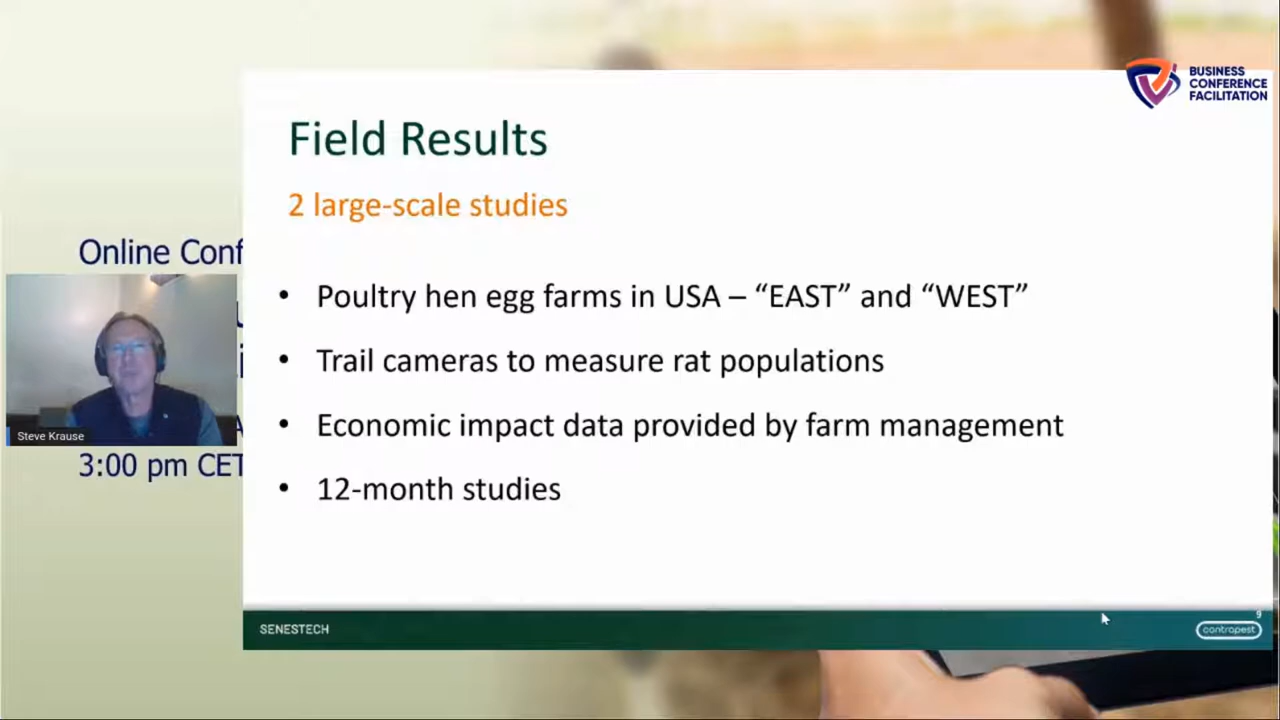 BUSINESS
CONFERENCE
FACILITATION
Field Results
2 large-scale studies
Online Conf
• Poultry hen egg farms in USA – “EAST” and “WEST”
• Trail cameras to measure rat populations
• Economic impact data provided by farm management
• 12-month studies
Steve Krause
3:00 pm CET
9
SENESTECH
contrapest